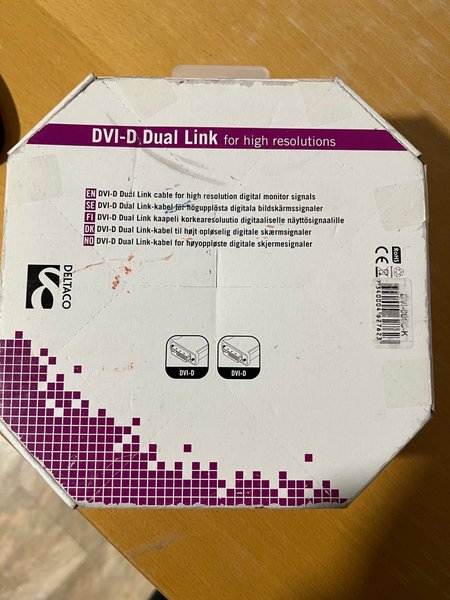 DVI-D Dual Link for high resolutions
EN DVI-D Dual Link cable for high resolution digital monitor signals
SE DVI-D Dual Link-kabel för högupplösta digitala bildskärmssignaler
FI DVI-D Dual Link kaapeli korkearesoluutio digitaaliselle näyttösignaalille
DK DVI-D Dual Link-kabel til højt opløselig digitale skærmsignaler
NO DVI-D Dual Link-kabel for høyoppløste digitale skjermesignaler
DELTACO
RoHS
CE
DVI-D
DVI-D